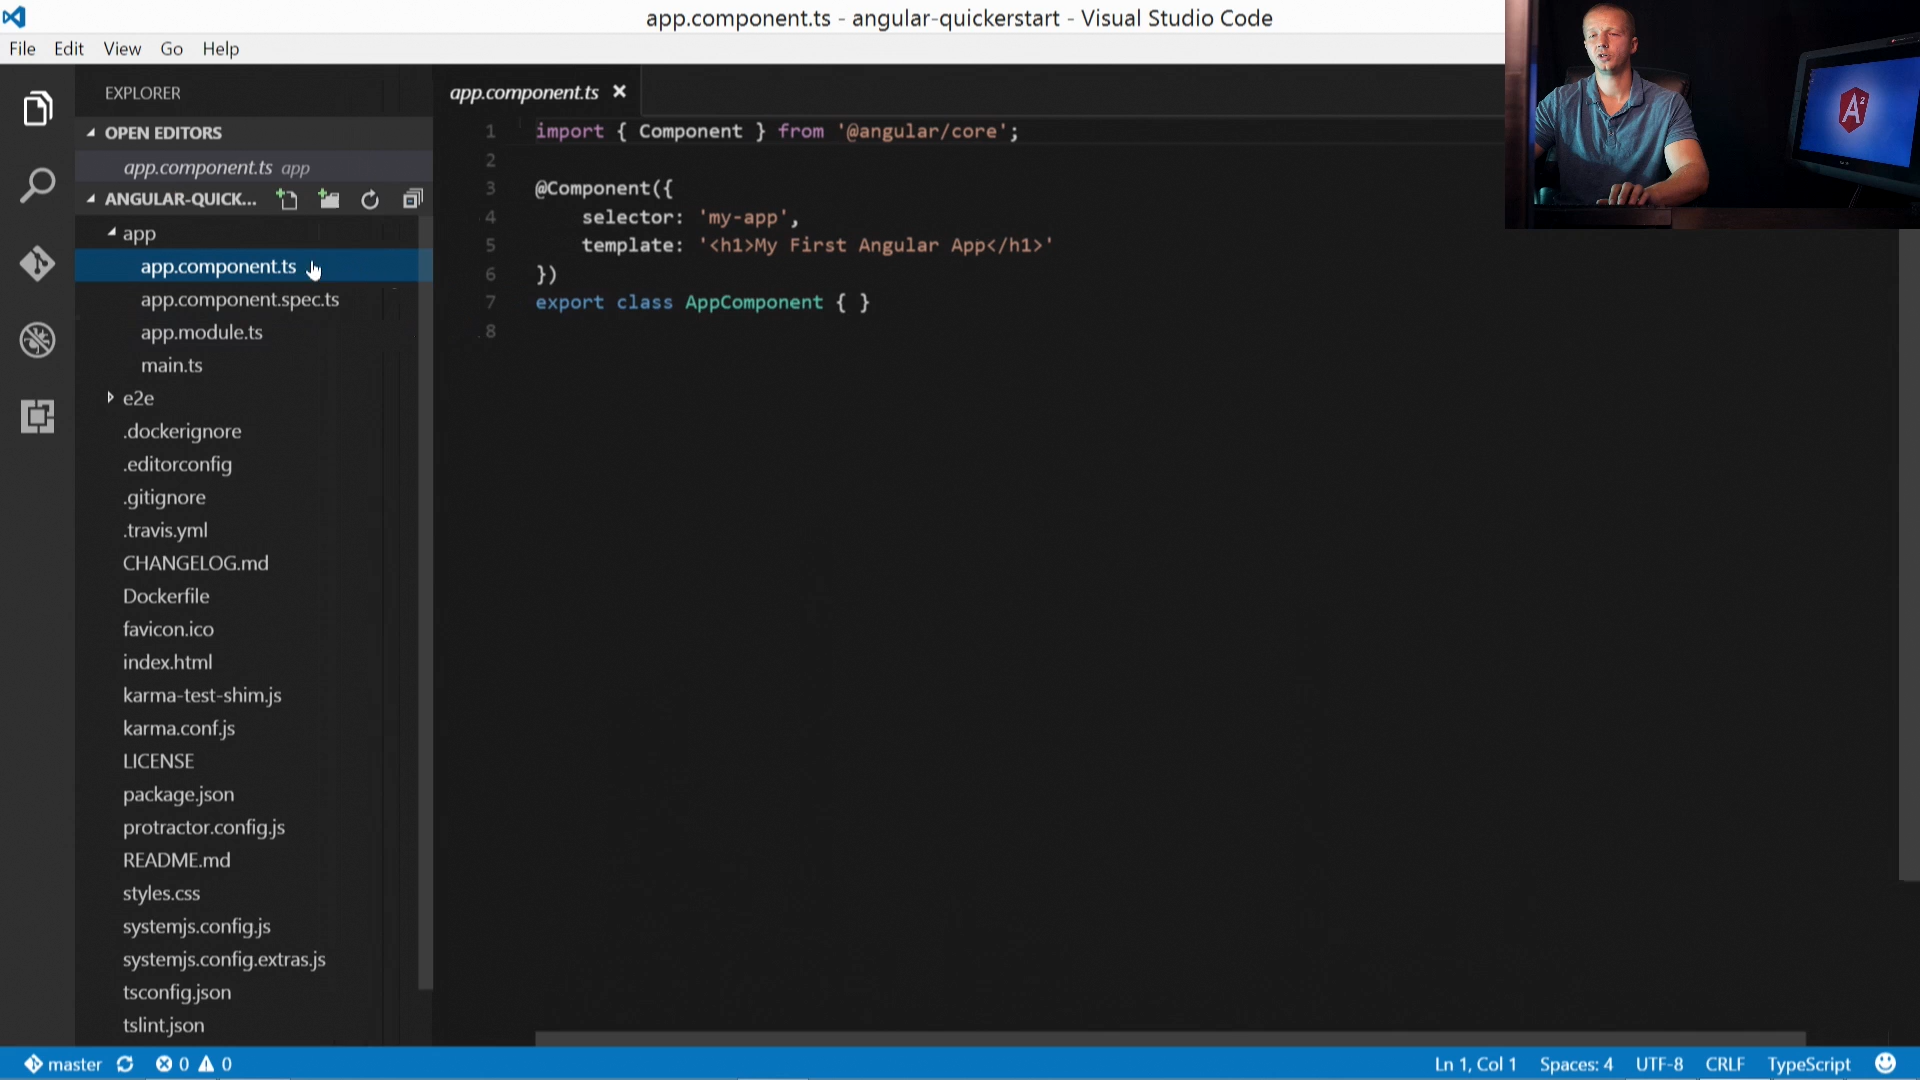 app.component.ts - angular-quickerstart - Visual Studio Code
File Edit View Go Help
EXPLORER
OPEN EDITORS
app.component.ts app
ANGULAR-QUICK...
app
app.component.ts
app.component.spec.ts
app.module.ts
main.ts
e2e
.dockerignore
.editorconfig
.gitignore
.travis.yml
CHANGELOG.md
Dockerfile
favicon.ico
index.html
karma-test-shim.js
karma.conf.js
LICENSE
package.json
protractor.config.js
README.md
styles.css
systemjs.config.js
systemjs.config.extras.js
tsconfig.json
tslint.json
app.component.ts
1 import { Component } from '@angular/core';
2
3 @Component({
4 selector: 'my-app',
5 template: '<h1>My First Angular App</h1>'
6 })
7 export class AppComponent { }
8
A2
master 0 0
Ln 1, Col 1 Spaces: 4 UTF-8 CRLF TypeScript